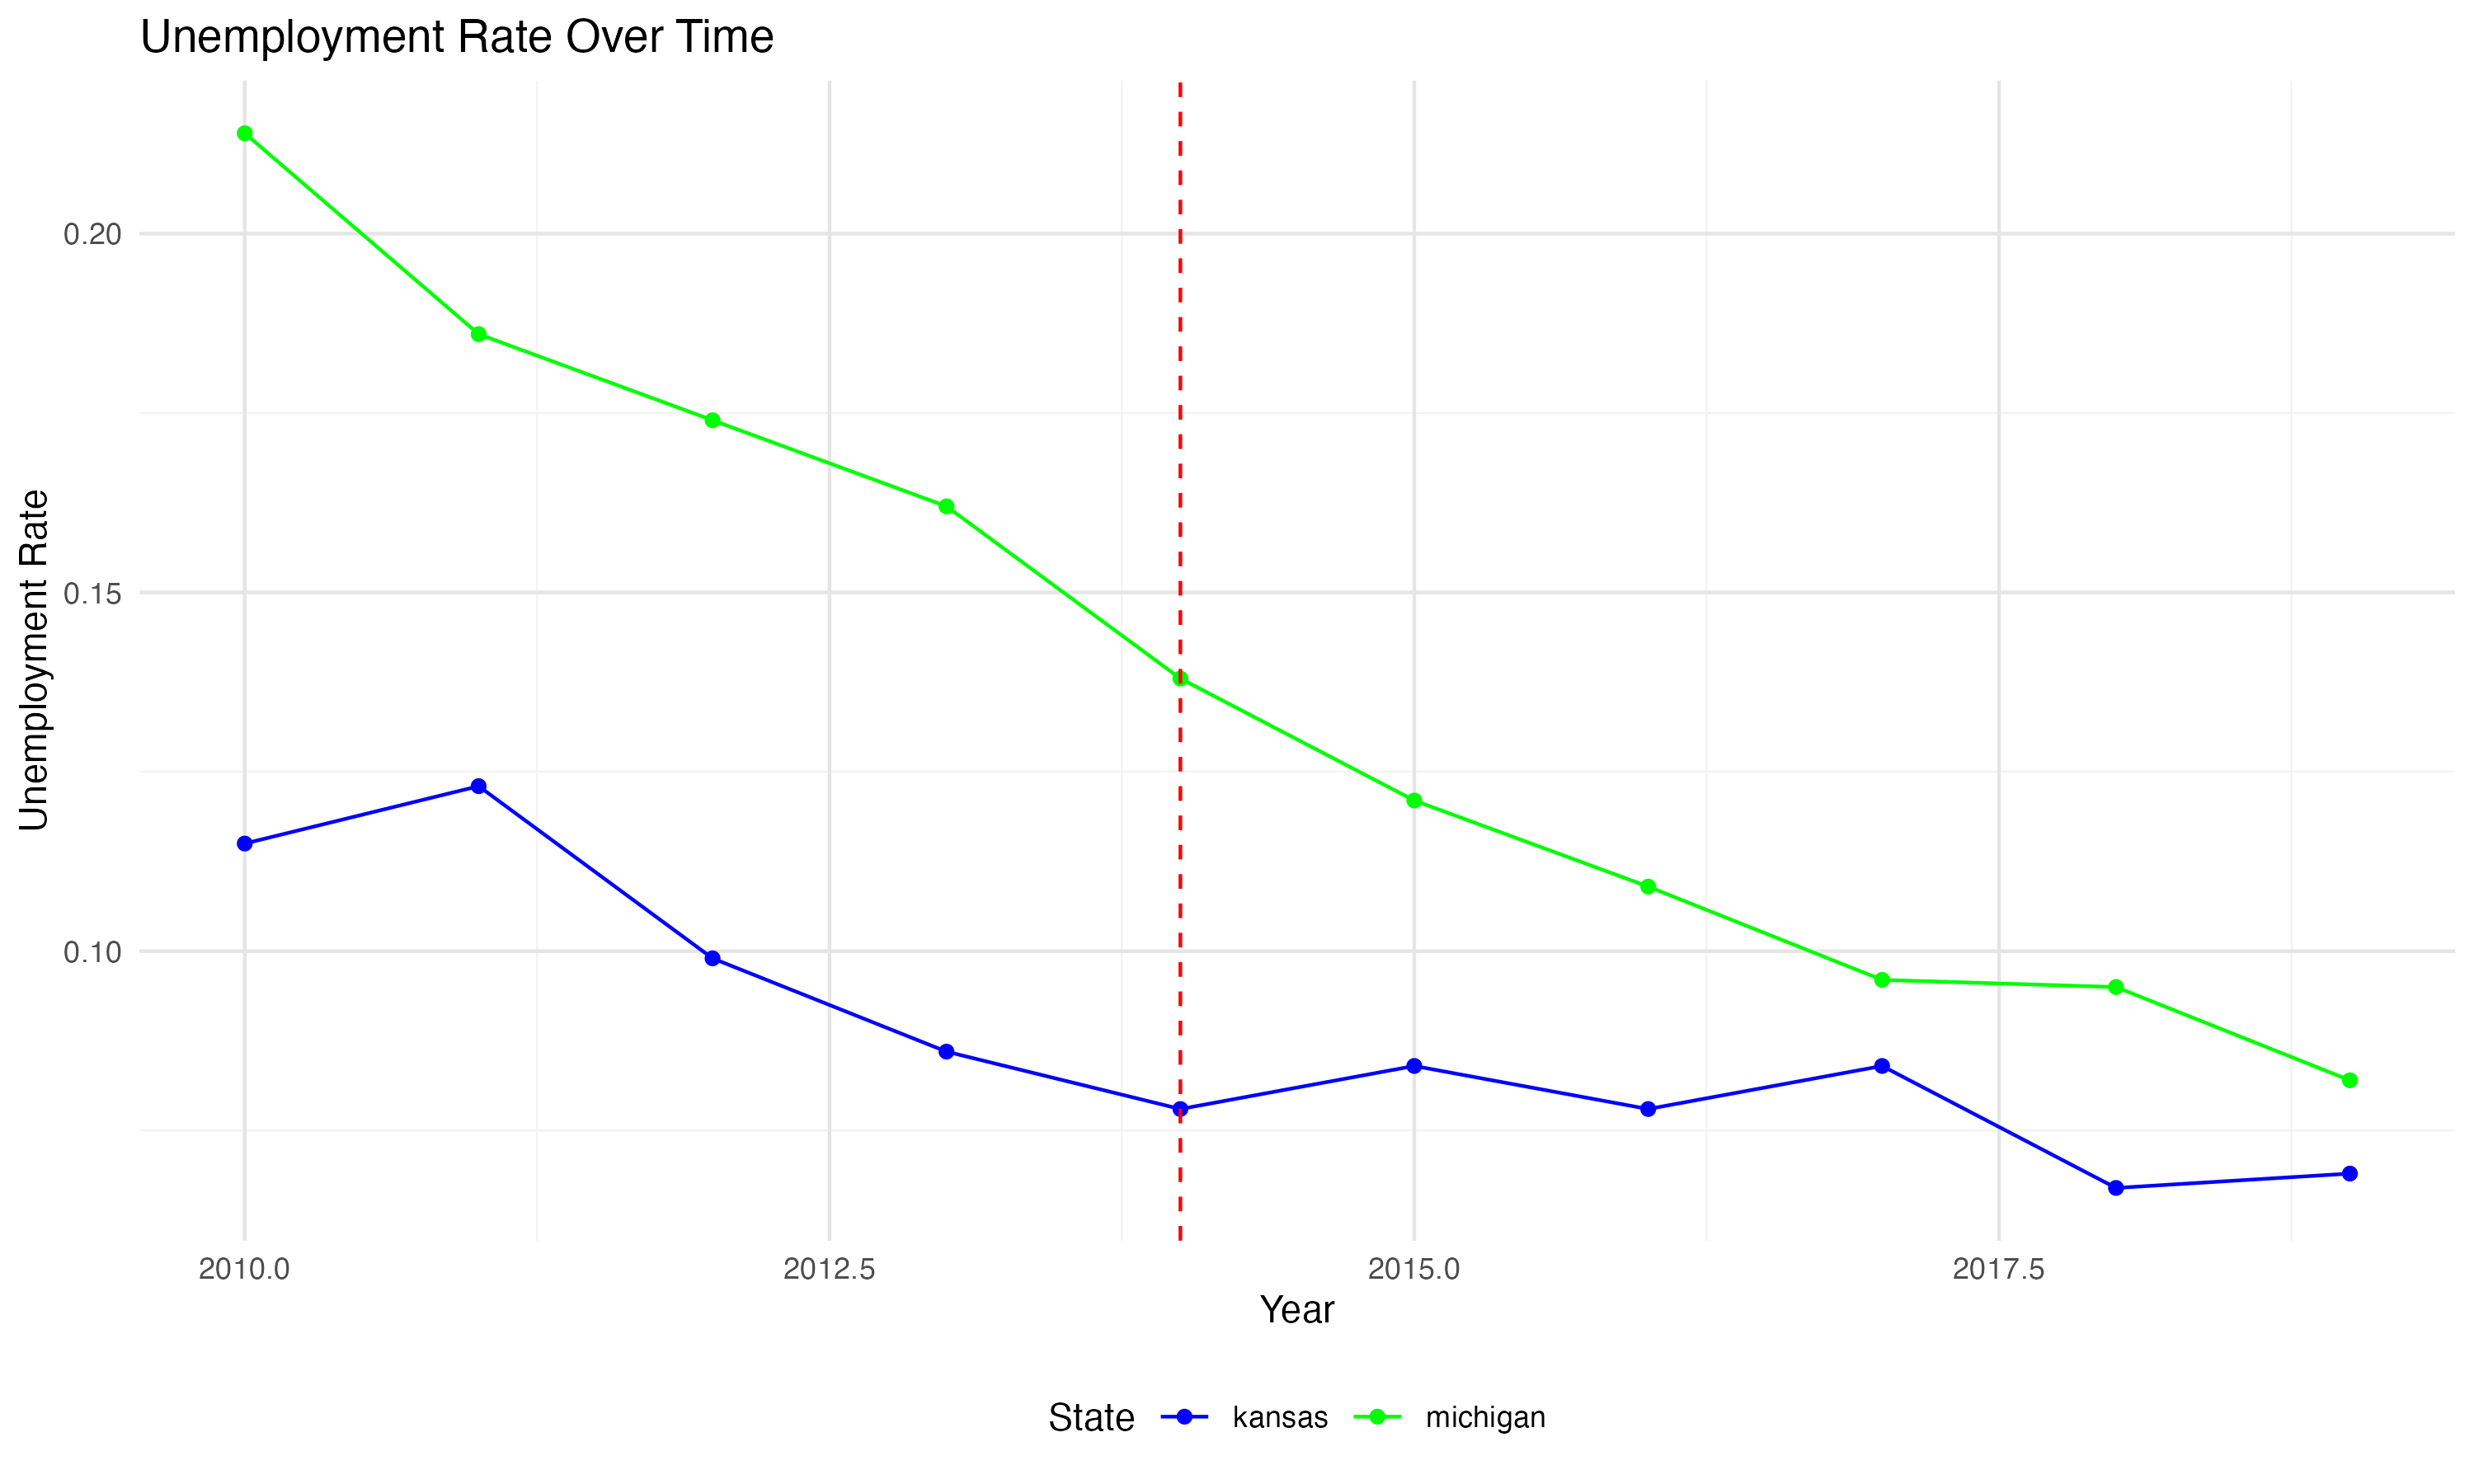 Unemployment Rate Over Time
Unemployment Rate
0.20
0.15
0.10
2010.0 2012.5 2015.0 2017.5
Year
State kansas michigan